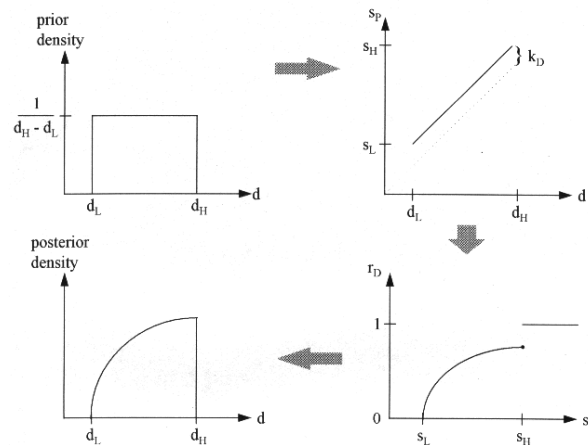 prior
density
1
d_H - d_L
d_L
d_H
d
s_P
s_H
k_D
s_L
d_L
d_H
d
posterior
density
d_L
d_H
d
r_D
1
0
s_L
s_H
s